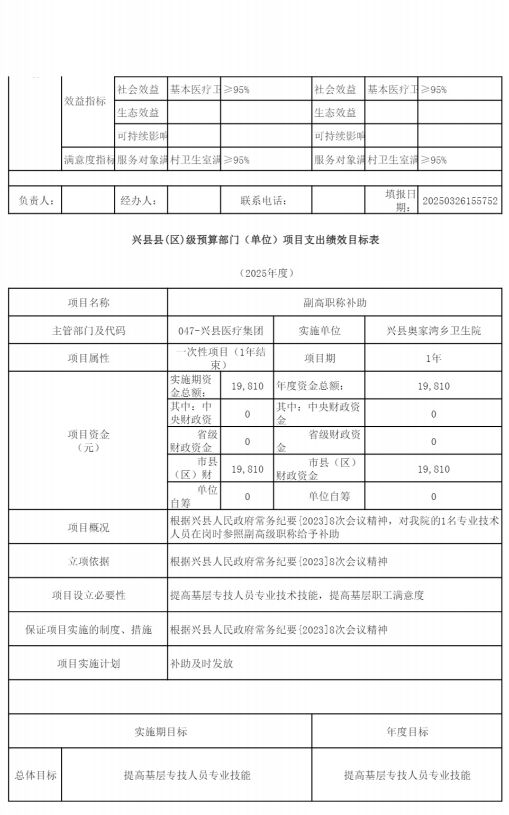 效益指标
社会效益 基本医疗卫 ≥95% 社会效益 基本医疗卫 ≥95%
生态效益 生态效益
可持续影响 可持续影响
满意度指标 服务对象满 村卫生室满 ≥95% 服务对象满 村卫生室满 ≥95%
负责人： 经办人： 联系电话： 填报日期： 20250326155752
兴县县(区)级预算部门（单位）项目支出绩效目标表
（2025年度）
项目名称 副高职称补助
主管部门及代码 047-兴县医疗集团 实施单位 兴县奥家湾乡卫生院
项目属性 一次性项目（1年结束） 项目期 1年
项目资金（元）
实施期资金总额： 19,810 年度资金总额： 19,810
其中：中央财政资 0 其中：中央财政资金 0
省级财政资金 0 省级财政资金 0
市县（区）财 19,810 市县（区）财政资金 19,810
单位自筹 0 单位自筹 0
项目概况 根据兴县人民政府常务纪要{2023]8次会议精神，对我院的1名专业技术
人员在岗时参照副高级职称给予补助
立项依据 根据兴县人民政府常务纪要{2023]8次会议精神
项目设立必要性 提高基层专技人员专业技术技能，提高基层职工满意度
保证项目实施的制度、措施 根据兴县人民政府常务纪要{2023]8次会议精神
项目实施计划 补助及时发放
实施期目标 年度目标
总体目标 提高基层专技人员专业技能 提高基层专技人员专业技能